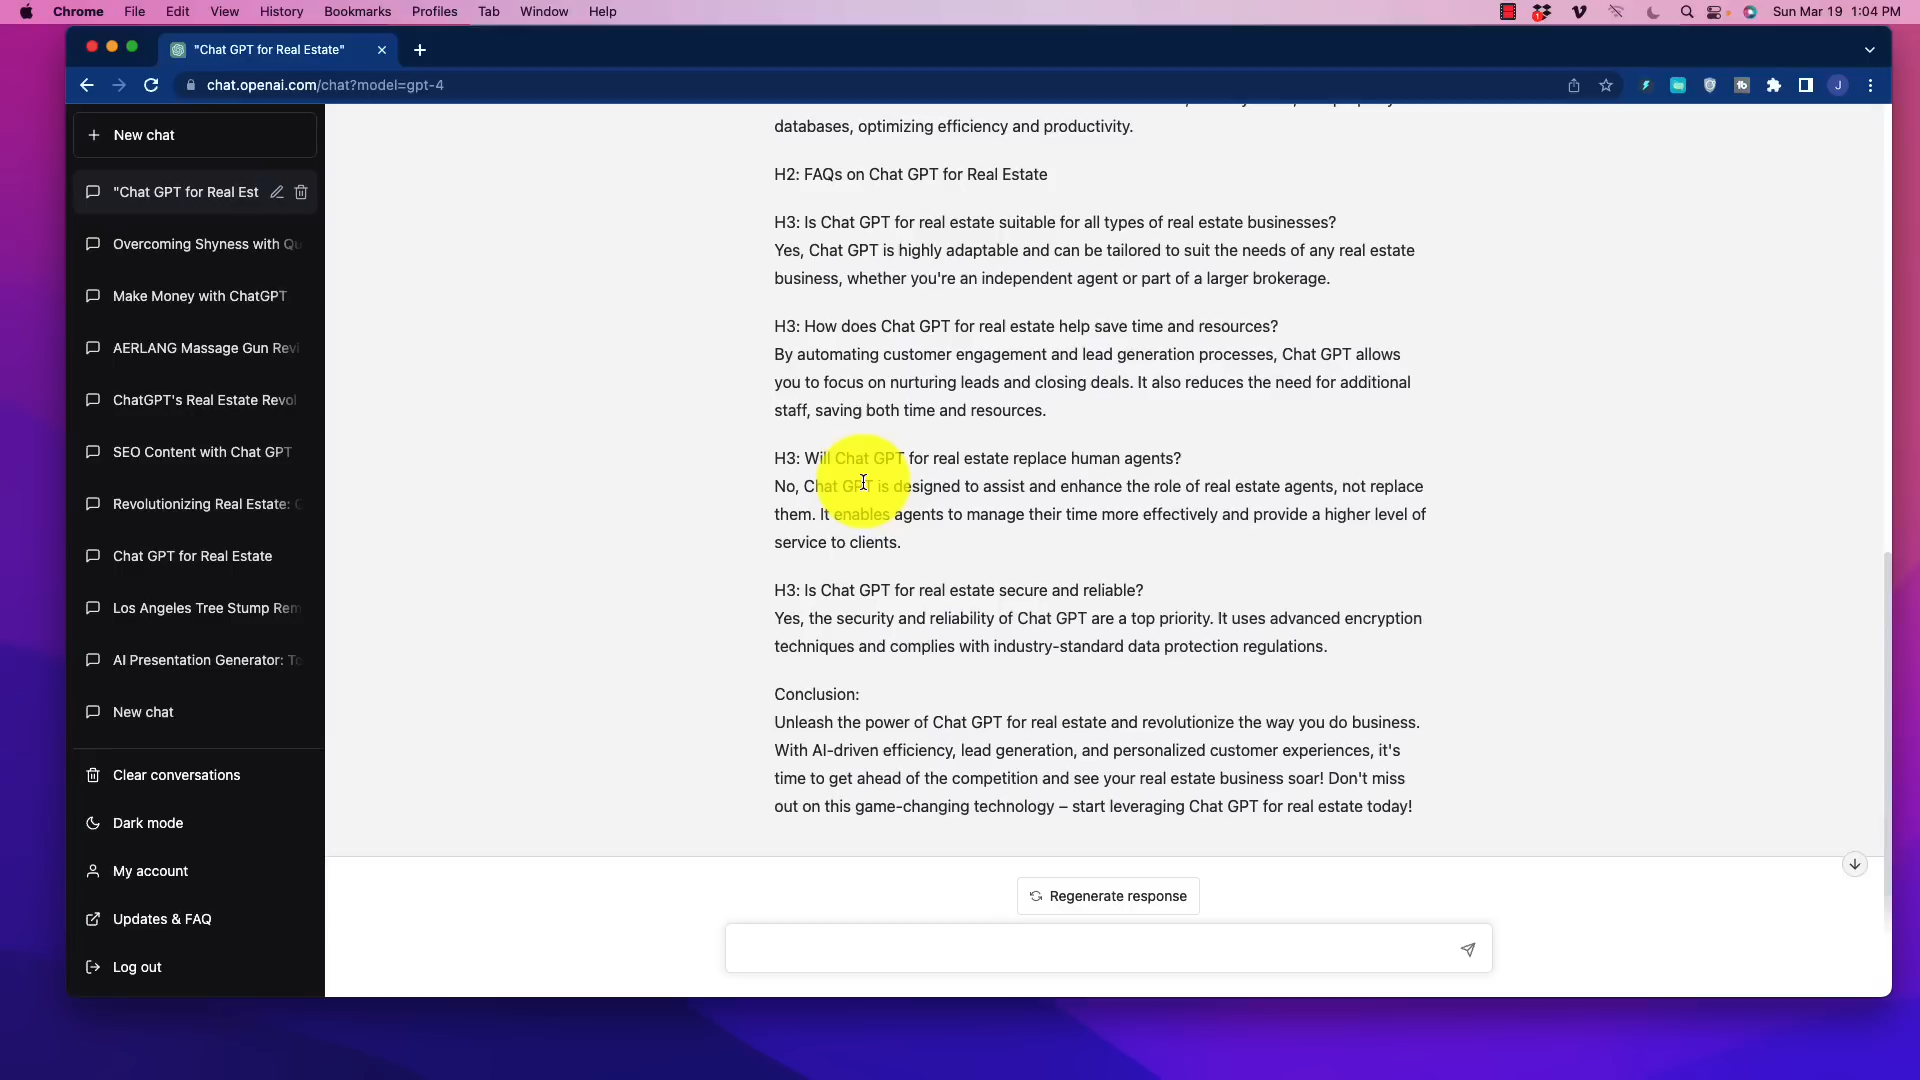 Chrome File Edit View History Bookmarks Profiles Tab Window Help
1
Sun Mar 19 1:04 PM
"Chat GPT for Real Estate"
chat.openai.com/chat?model=gpt-4
J
New chat
"Chat GPT for Real Est
Overcoming Shyness with Qu
Make Money with ChatGPT
AERLANG Massage Gun Revi
ChatGPT's Real Estate Revol
SEO Content with Chat GPT
Revolutionizing Real Estate:
Chat GPT for Real Estate
Los Angeles Tree Stump Rem
AI Presentation Generator: To
New chat
Clear conversations
Dark mode
My account
Updates & FAQ
Log out
databases, optimizing efficiency and productivity.
H2: FAQs on Chat GPT for Real Estate
H3: Is Chat GPT for real estate suitable for all types of real estate businesses?
Yes, Chat GPT is highly adaptable and can be tailored to suit the needs of any real estate
business, whether you're an independent agent or part of a larger brokerage.
H3: How does Chat GPT for real estate help save time and resources?
By automating customer engagement and lead generation processes, Chat GPT allows
you to focus on nurturing leads and closing deals. It also reduces the need for additional
staff, saving both time and resources.
H3: Will Chat GPT for real estate replace human agents?
No, Chat GPT is designed to assist and enhance the role of real estate agents, not replace
them. It enables agents to manage their time more effectively and provide a higher level of
service to clients.
H3: Is Chat GPT for real estate secure and reliable?
Yes, the security and reliability of Chat GPT are a top priority. It uses advanced encryption
techniques and complies with industry-standard data protection regulations.
Conclusion:
Unleash the power of Chat GPT for real estate and revolutionize the way you do business.
With AI-driven efficiency, lead generation, and personalized customer experiences, it's
time to get ahead of the competition and see your real estate business soar! Don't miss
out on this game-changing technology – start leveraging Chat GPT for real estate today!
Regenerate response